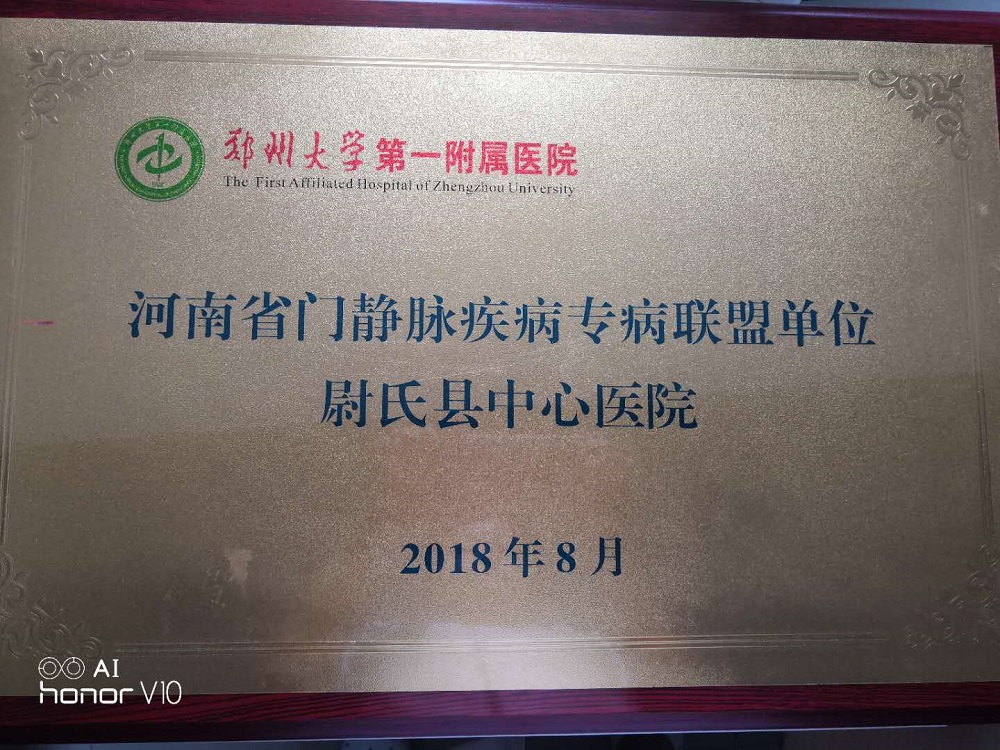 郑州大学第一附属医院
The First Affiliated Hospital of Zhengzhou University
河南省门静脉疾病专病联盟单位
尉氏县中心医院
2018年8月
AI
honor V10